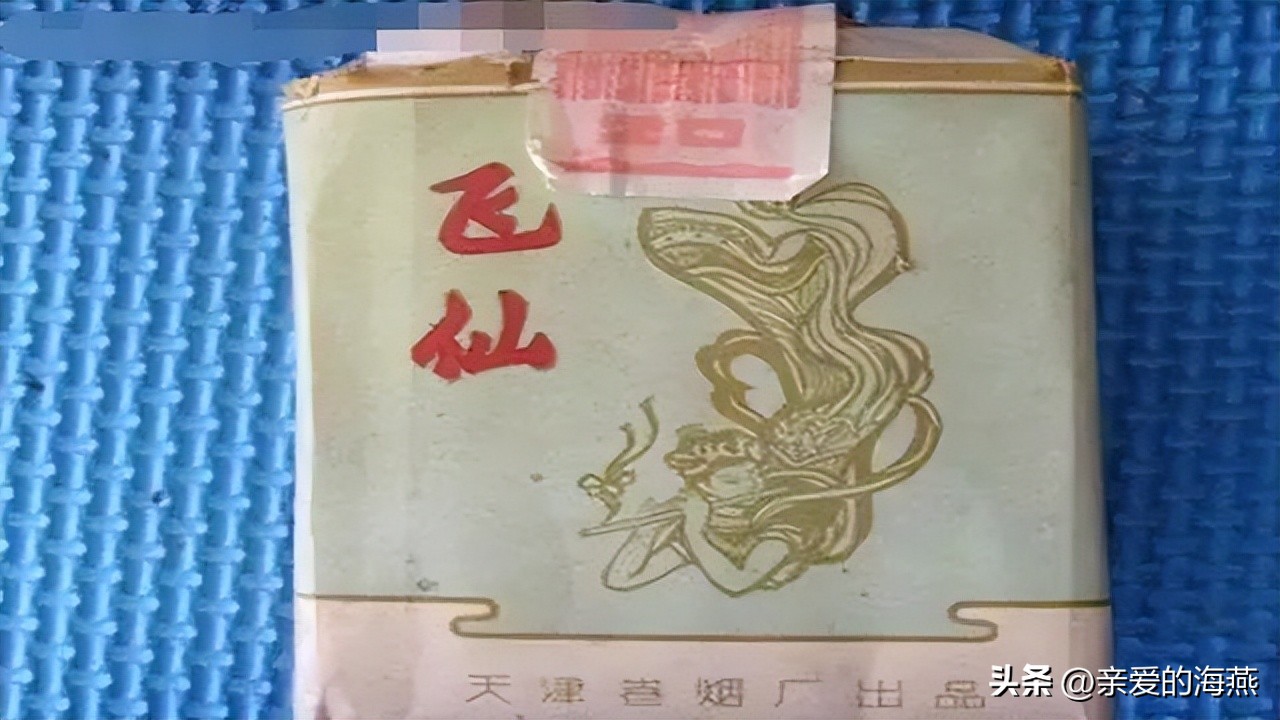 飞
仙
天津卷烟厂出品
头条 @亲爱的海燕